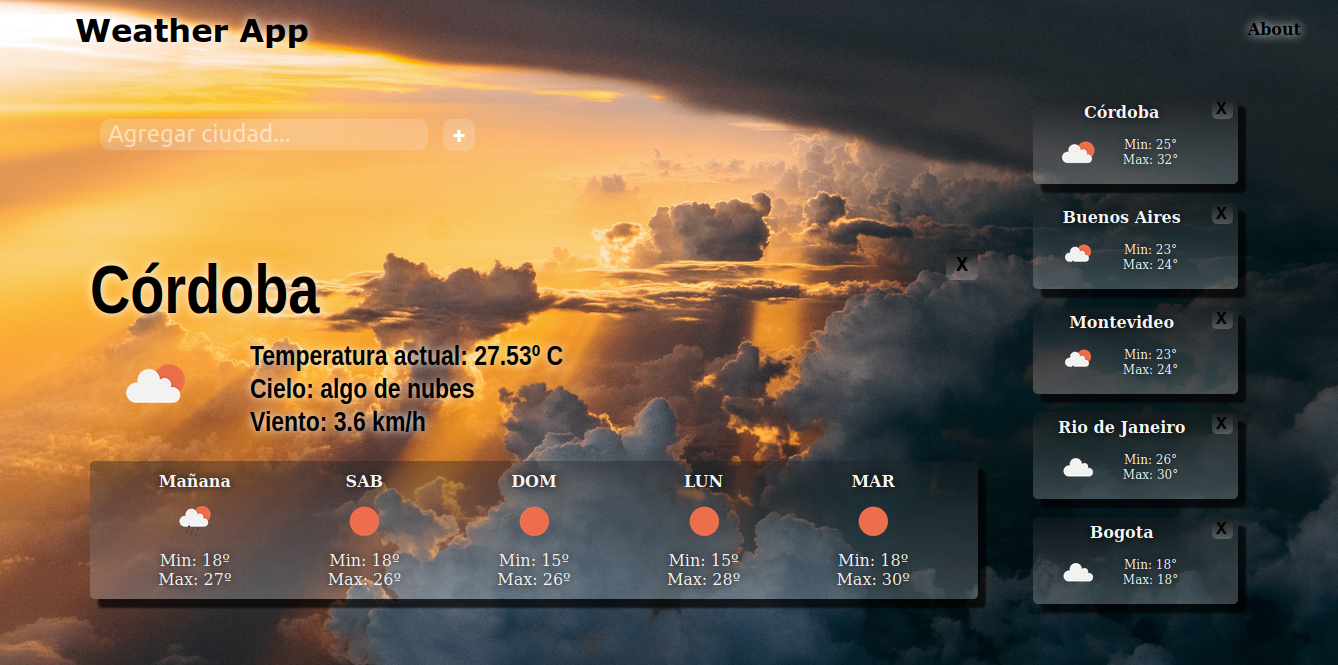 Weather App
About
Agregar ciudad...
+
Córdoba
X
Temperatura actual: 27.53º C
Cielo: algo de nubes
Viento: 3.6 km/h
Mañana
Min: 18º
Max: 27º
SAB
Min: 18º
Max: 26º
DOM
Min: 15º
Max: 26º
LUN
Min: 15º
Max: 28º
MAR
Min: 18º
Max: 30º
Córdoba
X
Min: 25°
Max: 32°
Buenos Aires
X
Min: 23°
Max: 24°
Montevideo
X
Min: 23°
Max: 24°
Rio de Janeiro
X
Min: 26°
Max: 30°
Bogota
X
Min: 18°
Max: 18°